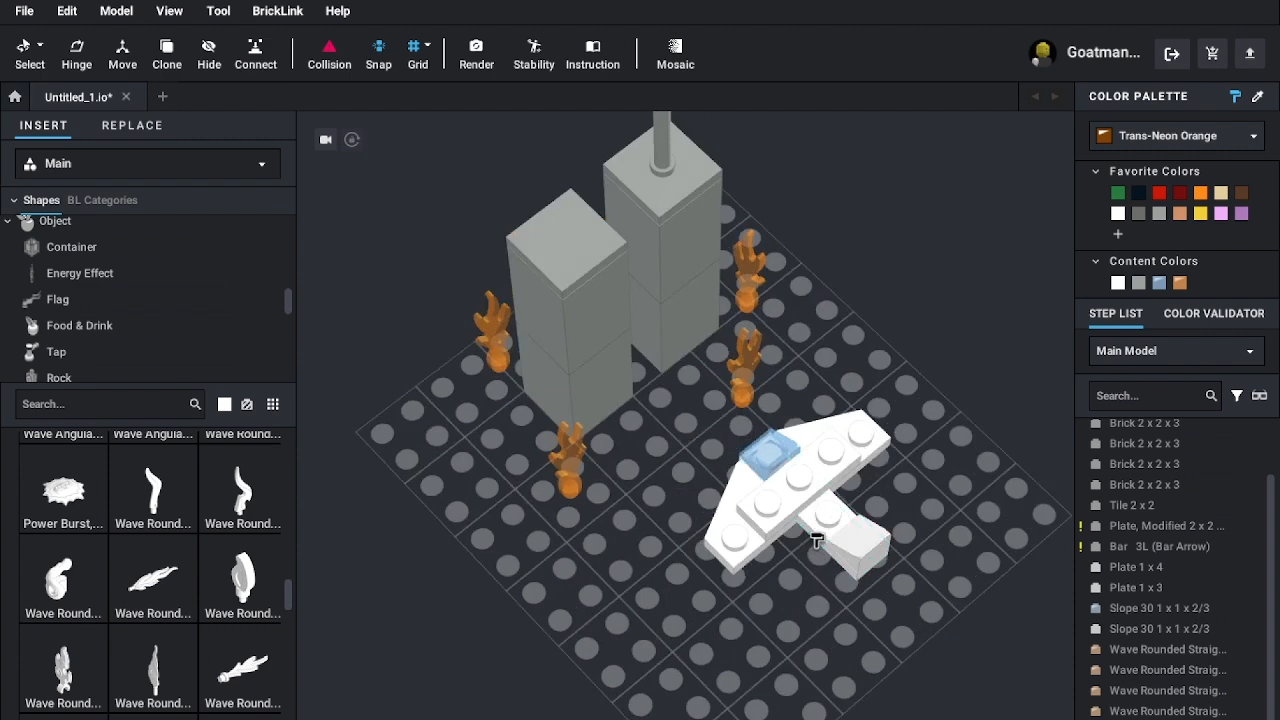 File Edit Model View Tool BrickLink Help
Select Hinge Move Clone Hide Connect Collision Snap Grid Render Stability Instruction Mosaic
Goatman...
Untitled_1.io*
INSERT REPLACE
Main
Shapes BL Categories
Object
Container
Energy Effect
Flag
Food & Drink
Tap
Rock
Search...
Wave Angula... Wave Angula... Wave Round...
Power Burst,... Wave Round... Wave Round...
Wave Round... Wave Round... Wave Round...
Wave Round... Wave Round... Wave Round...
COLOR PALETTE
Trans-Neon Orange
Favorite Colors
Content Colors
STEP LIST COLOR VALIDATOR
Main Model
Search...
Brick 2 x 2 x 3
Brick 2 x 2 x 3
Brick 2 x 2 x 3
Brick 2 x 2 x 3
Tile 2 x 2
Plate, Modified 2 x 2 ...
Bar 3L (Bar Arrow)
Plate 1 x 4
Plate 1 x 3
Slope 30 1 x 1 x 2/3
Slope 30 1 x 1 x 2/3
Wave Rounded Straig...
Wave Rounded Straig...
Wave Rounded Straig...
Wave Rounded Straig...